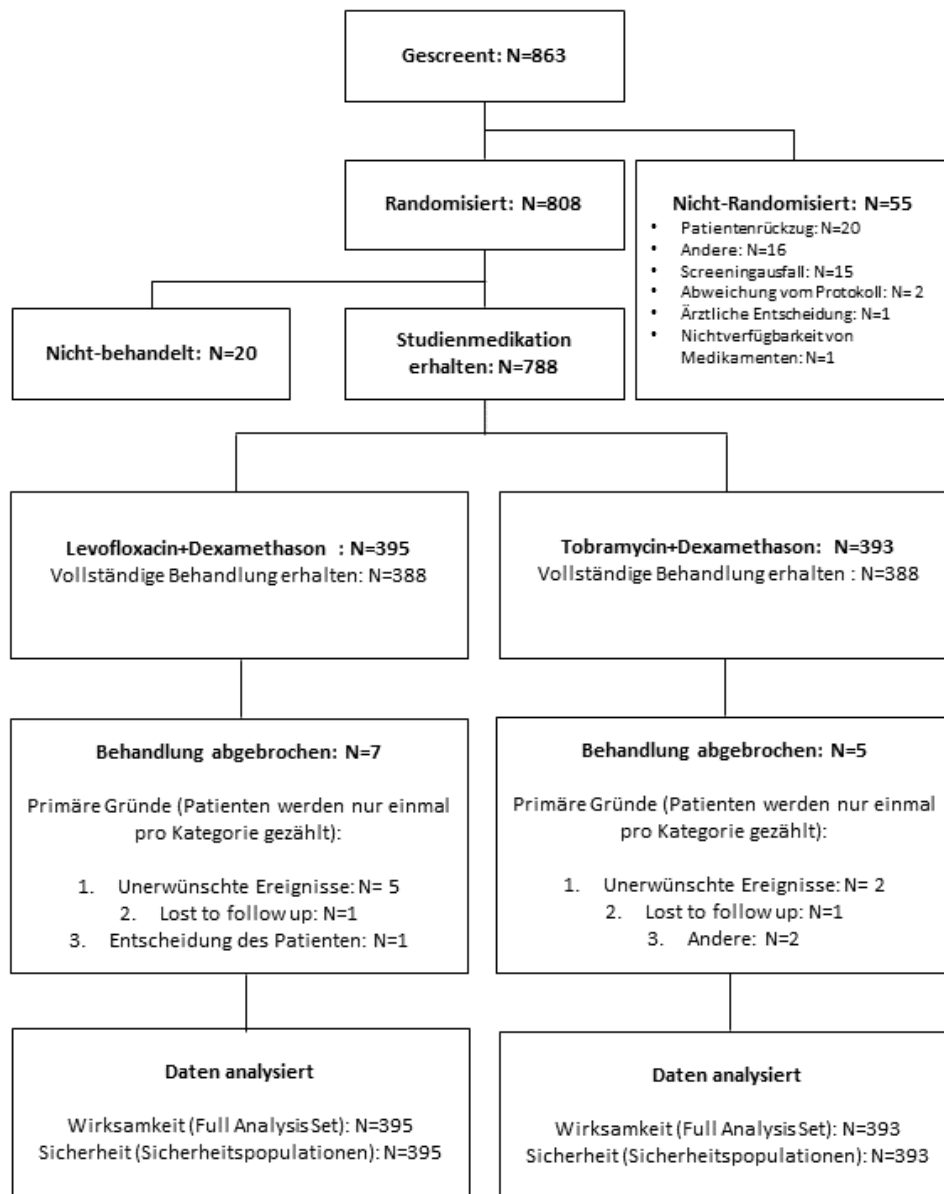 Gescreent: N=863
Randomisiert: N=808
Nicht-Randomisiert: N=55
• Patientenrückzug: N=20
• Andere: N=16
• Screeningausfall: N=15
• Abweichung vom Protokoll: N= 2
• Ärztliche Entscheidung: N=1
• Nichtverfügbarkeit von
Medikamenten: N=1
Nicht-behandelt: N=20
Studienmedikation
erhalten: N=788
Levofloxacin+Dexamethason : N=395
Vollständige Behandlung erhalten: N=388
Tobramycin+Dexamethason: N=393
Vollständige Behandlung erhalten : N=388
Behandlung abgebrochen: N=7
Primäre Gründe (Patienten werden nur einmal
pro Kategorie gezählt):
1. Unerwünschte Ereignisse: N= 5
2. Lost to follow up: N=1
3. Entscheidung des Patienten: N=1
Behandlung abgebrochen: N=5
Primäre Gründe (Patienten werden nur einmal
pro Kategorie gezählt):
1. Unerwünschte Ereignisse: N= 2
2. Lost to follow up: N=1
3. Andere: N=2
Daten analysiert
Wirksamkeit (Full Analysis Set): N=395
Sicherheit (Sicherheitspopulationen): N=395
Daten analysiert
Wirksamkeit (Full Analysis Set): N=393
Sicherheit (Sicherheitspopulationen): N=393